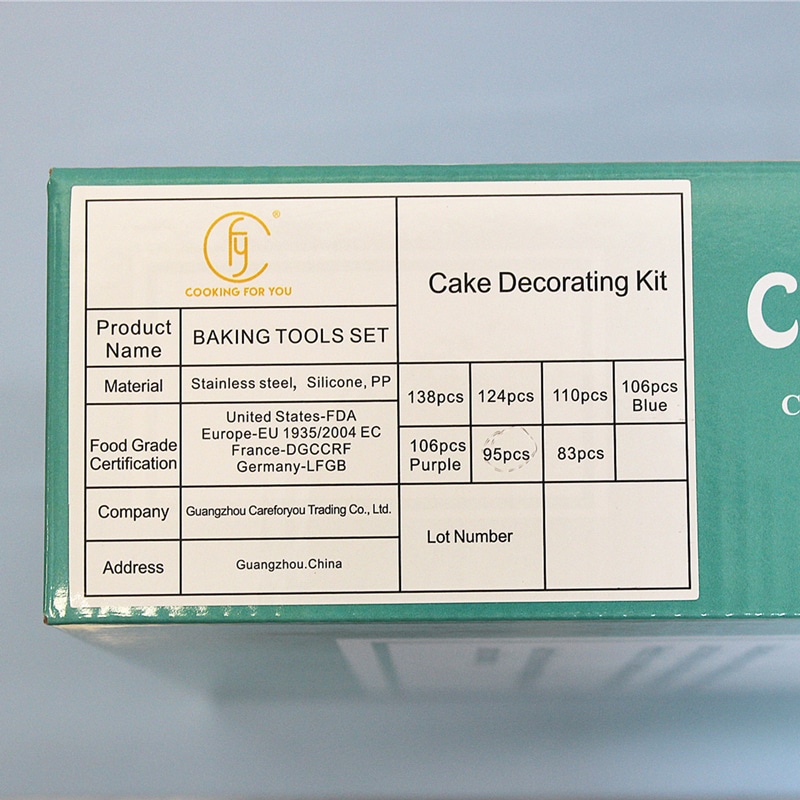 fy
®
COOKING FOR YOU
Cake Decorating Kit
Product
Name
BAKING TOOLS SET
Material
Stainless steel, Silicone, PP
Food Grade
Certification
United States-FDA
Europe-EU 1935/2004 EC
France-DGCCRF
Germany-LFGB
Company
Guangzhou Careforyou Trading Co., Ltd.
Address
Guangzhou.China
138pcs
124pcs
110pcs
106pcs
Blue
106pcs
Purple
95pcs
83pcs
Lot Number
C
C